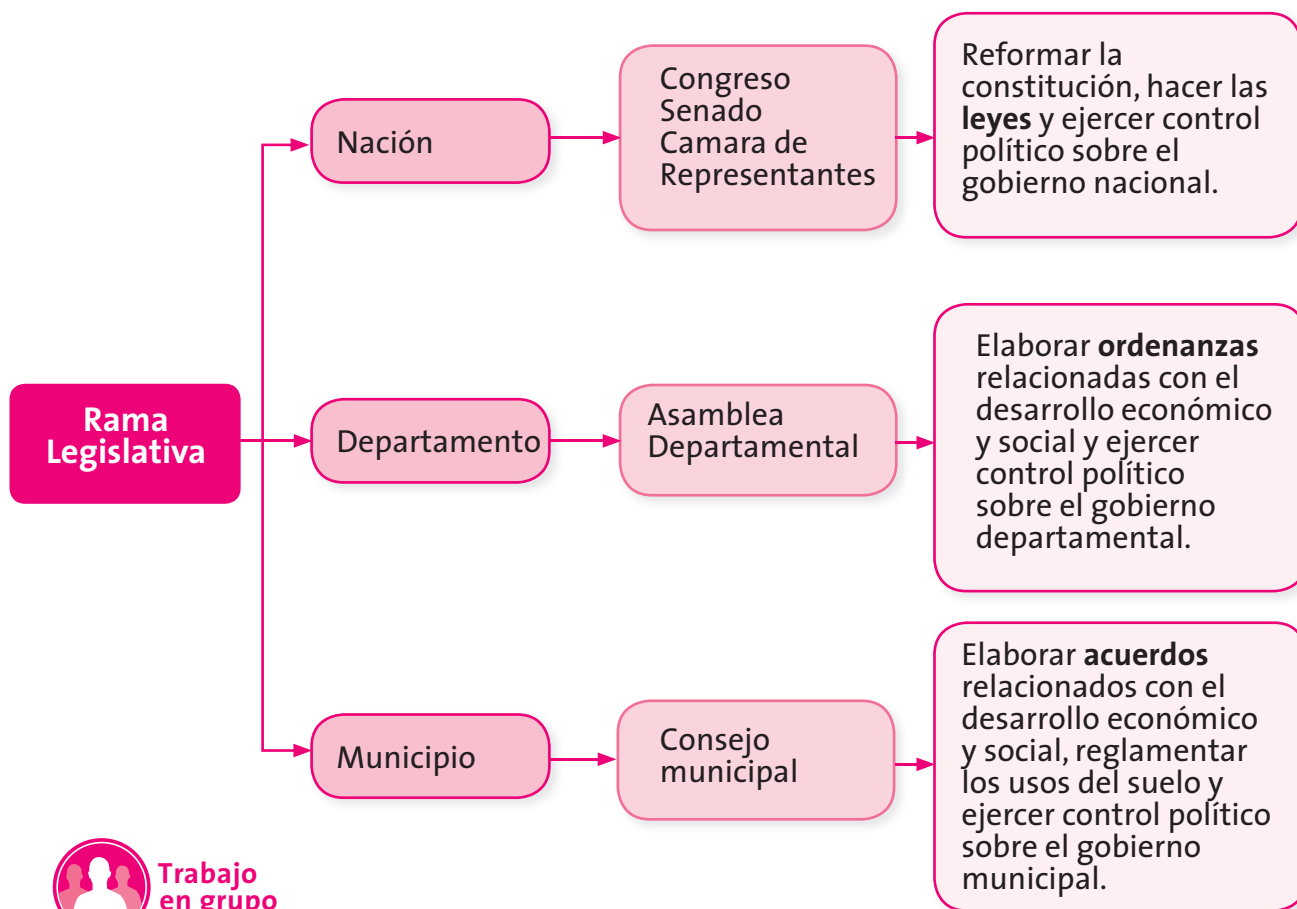 Rama
Legislativa
Nación
Congreso
Senado
Camara de
Representantes
Reformar la
constitución, hacer las
leyes y ejercer control
político sobre el
gobierno nacional.
Departamento
Asamblea
Departamental
Elaborar ordenanzas
relacionadas con el
desarrollo económico
y social y ejercer
control político
sobre el gobierno
departamental.
Municipio
Consejo
municipal
Elaborar acuerdos
relacionados con el
desarrollo económico
y social, reglamentar
los usos del suelo y
ejercer control político
sobre el gobierno
municipal.
Trabajo
en grupo